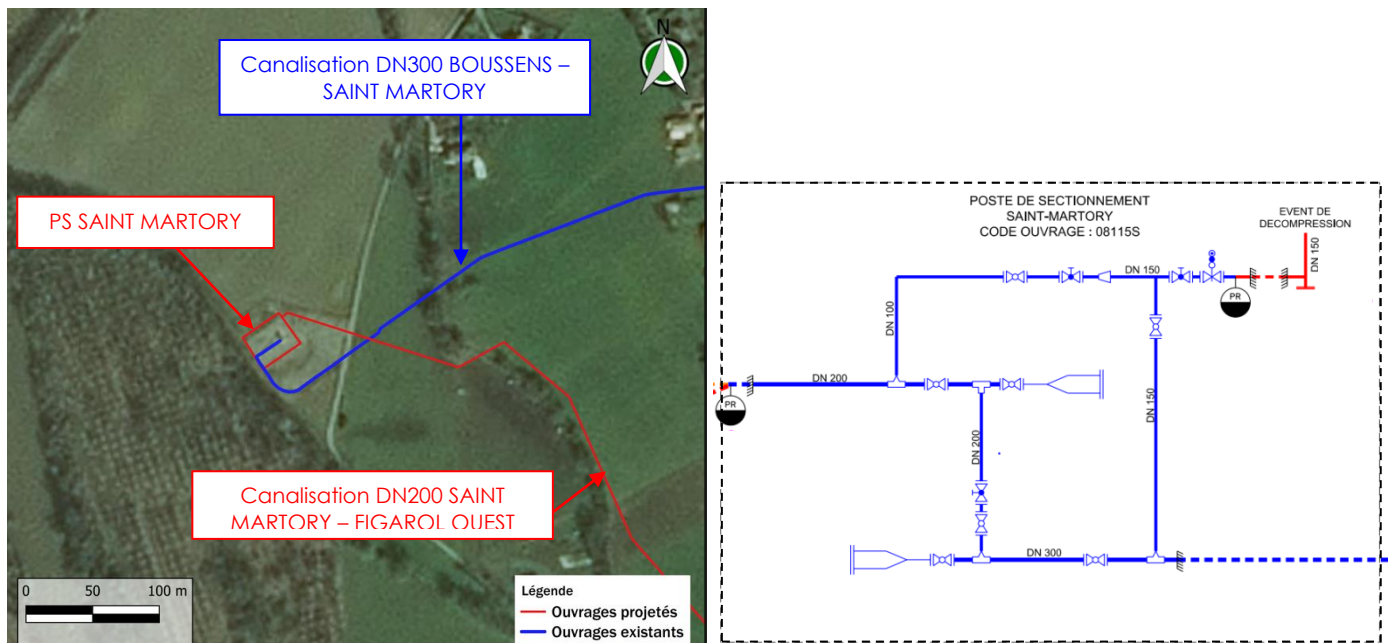 N
Canalisation DN300 BOUSSENS –
SAINT MARTORY
PS SAINT MARTORY
Canalisation DN200 SAINT
MARTORY – FIGAROL OUEST
0 50 100 m
Légende
Ouvrages projetés
Ouvrages existants
POSTE DE SECTIONNEMENT
SAINT-MARTORY
CODE OUVRAGE : 08115S
EVENT DE
DECOMPRESSION
DN 150
DN 150
PR
DN 100
DN 200
PR
DN 150
DN 200
DN 300